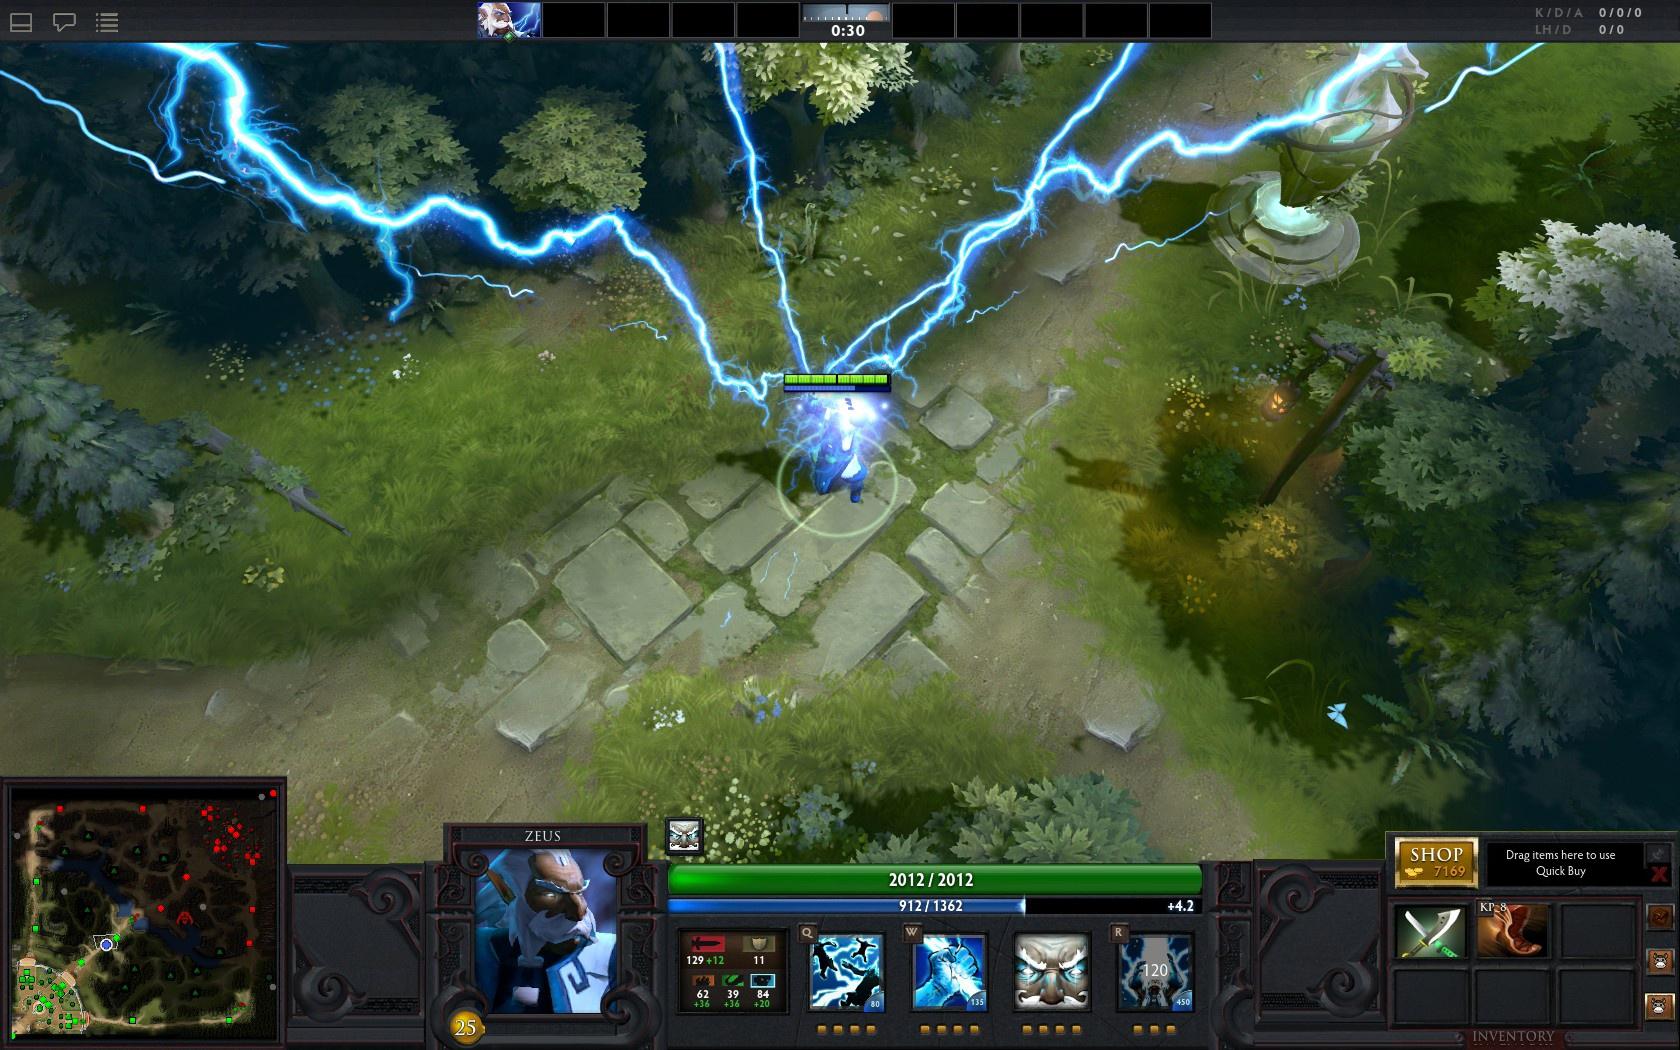 K/D/A 0/0/0
0:30
LH/D 0/0
ZEUS
SHOP
7169
Drag items here to use
Quick Buy
2012 / 2012
912 / 1362
+4.2
KP_8
Q
W
R
129 +12
11
120
62
39
84
+36
+36
+20
80
135
450
25
INVENTORY